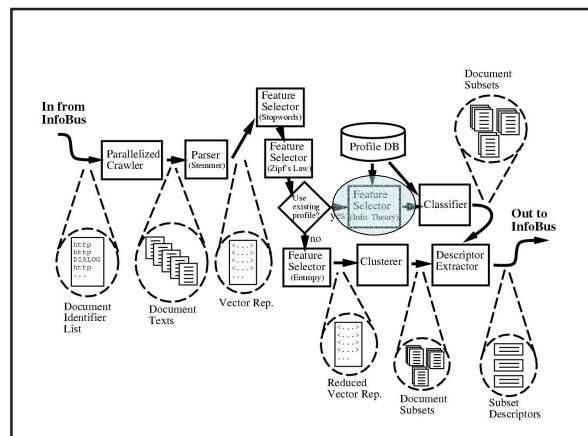 In from
InfoBus
Parallelized
Crawler
Parser
(Stemmer)
Feature
Selector
(Stopwords)
Feature
Selector
(Zipf's Law)
Use
existing
profile?
yes
no
Profile DB
Feature
Selector
(Info. Theory)
Classifier
Document
Subsets
Out to
InfoBus
Feature
Selector
(Entropy)
Clusterer
Descriptor
Extractor
http
http
DIALOG
http
...
Document
Identifier
List
Document
Texts
<...>
<...>
<...>
<...>
...
Vector Rep.
<...>
<...>
<...>
<...>
...
Reduced
Vector Rep.
Document
Subsets
Subset
Descriptors